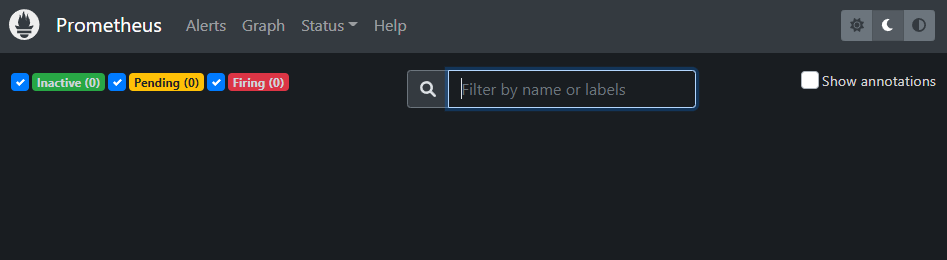 Prometheus Alerts Graph Status Help
Inactive (0) Pending (0) Firing (0) Filter by name or labels Show annotations